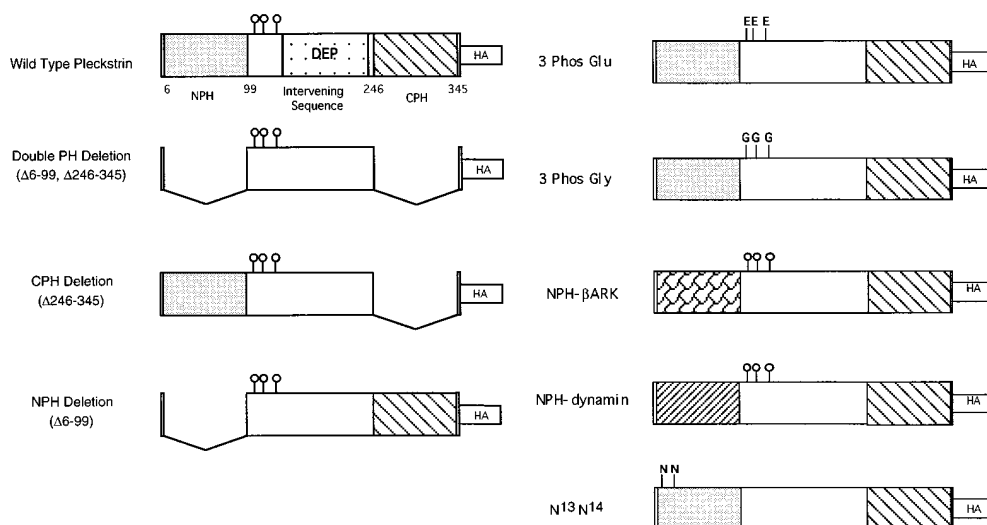 Wild Type Pleckstrin
DEP
HA
6 NPH 99 Intervening 246 CPH 345
Sequence
Double PH Deletion
(Δ6-99, Δ246-345)
HA
CPH Deletion
(Δ246-345)
HA
NPH Deletion
(Δ6-99)
HA
3 Phos Glu
E E E
HA
3 Phos Gly
G G G
HA
NPH-βARK
HA
NPH-dynamin
HA
N¹³N¹⁴
N N
HA